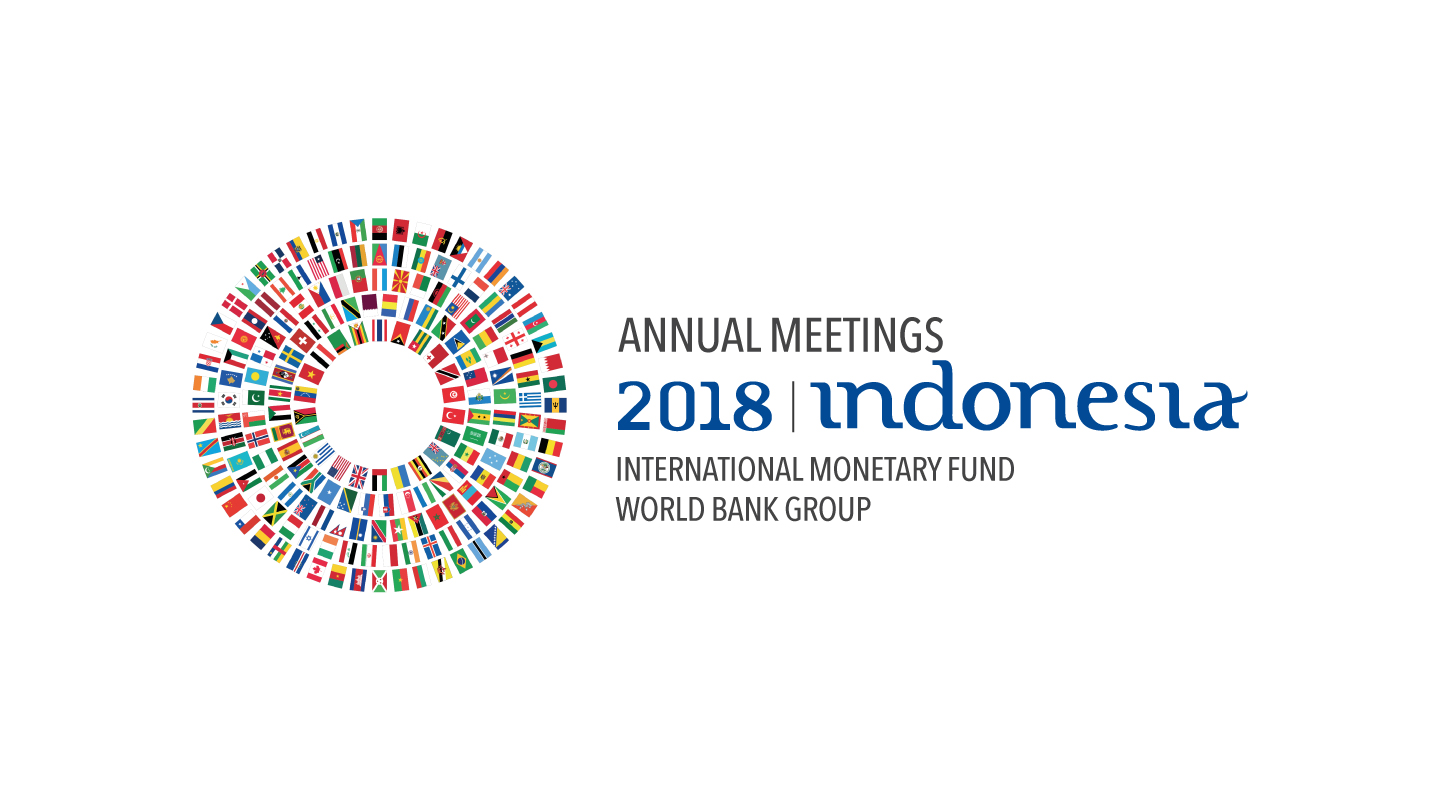 ANNUAL MEETINGS
2018 | indonesia
INTERNATIONAL MONETARY FUND
WORLD BANK GROUP